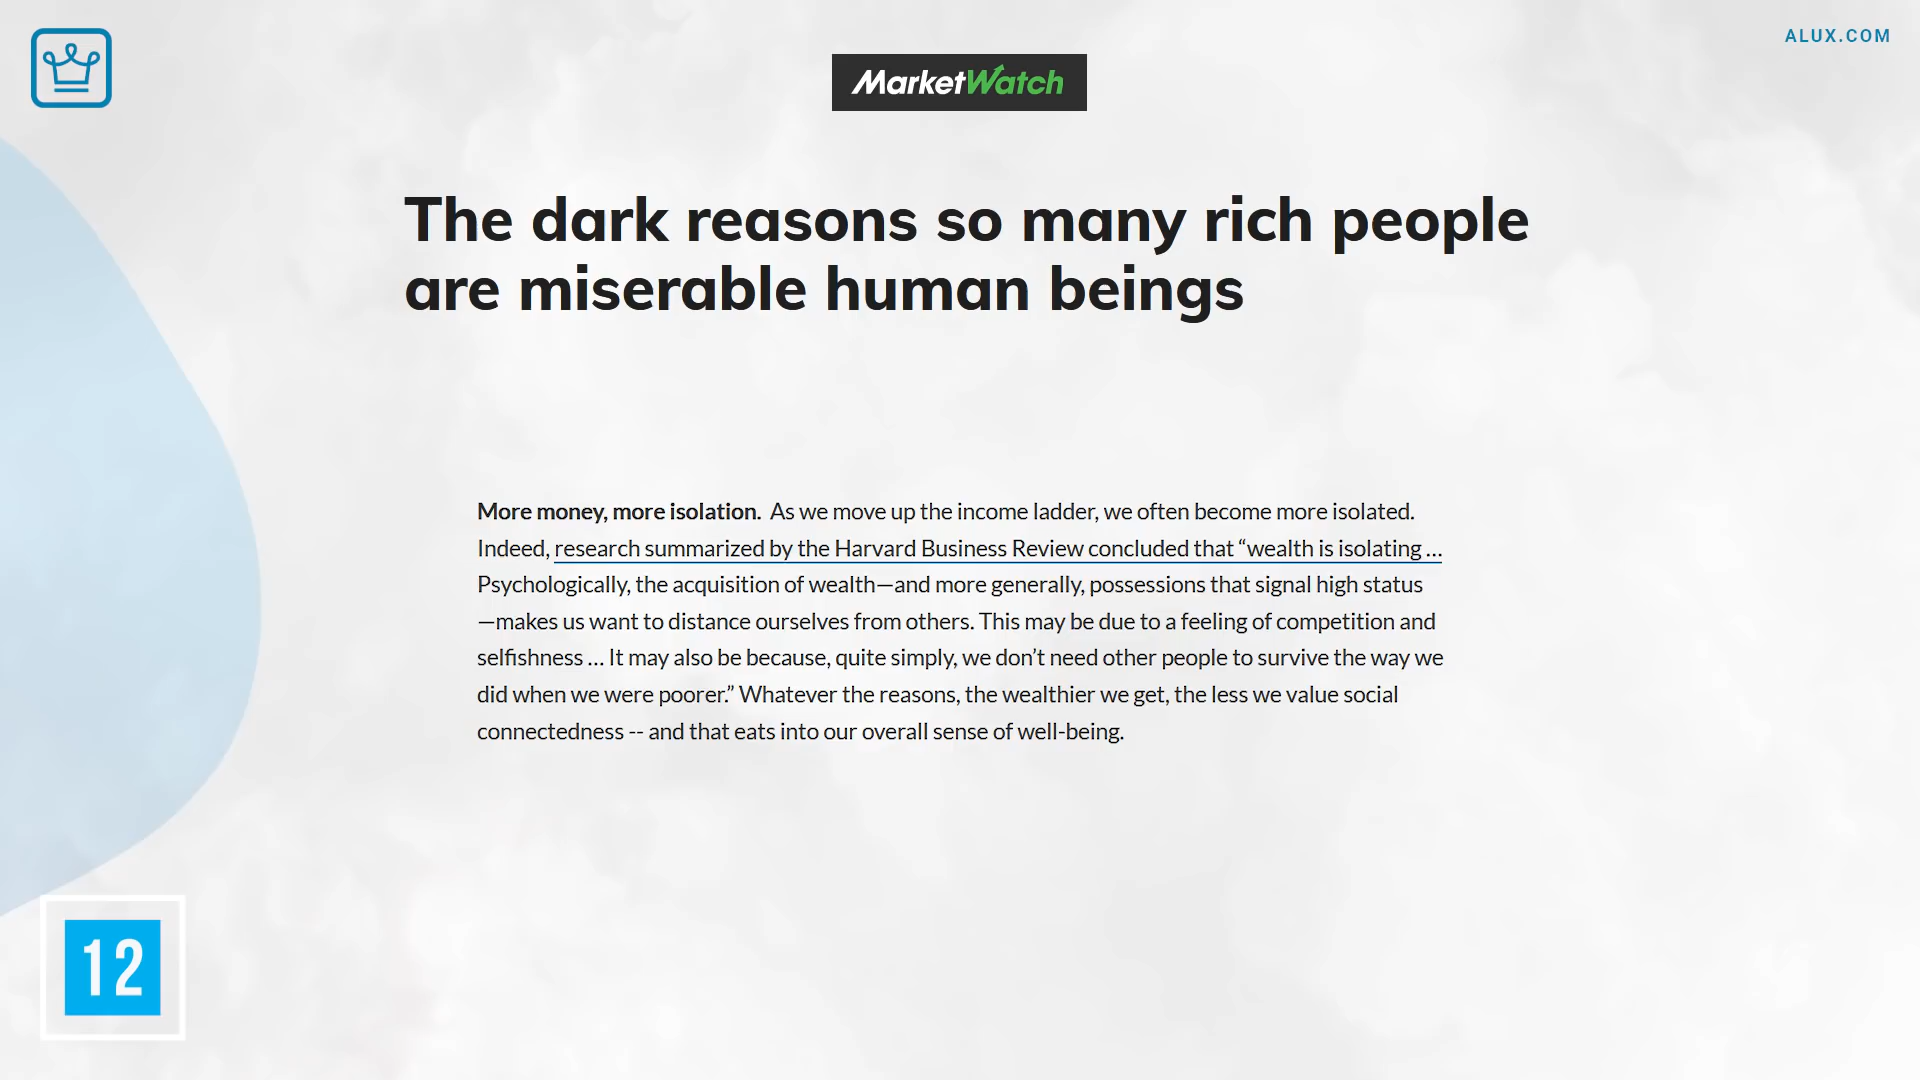 ALUX.COM
MarketWatch
The dark reasons so many rich people
are miserable human beings
More money, more isolation. As we move up the income ladder, we often become more isolated.
Indeed, research summarized by the Harvard Business Review concluded that “wealth is isolating …
Psychologically, the acquisition of wealth—and more generally, possessions that signal high status
—makes us want to distance ourselves from others. This may be due to a feeling of competition and
selfishness … It may also be because, quite simply, we don’t need other people to survive the way we
did when we were poorer.” Whatever the reasons, the wealthier we get, the less we value social
connectedness -- and that eats into our overall sense of well-being.
12